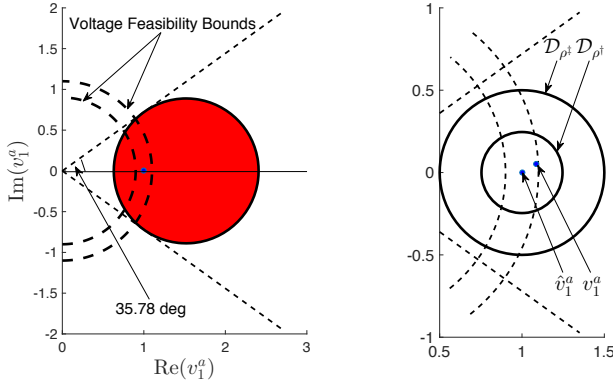 Voltage Feasibility Bounds
2
1.5
1
0.5
0
-0.5
-1
-1.5
-2
Im(v₁ᵃ)
35.78 deg
0 1 2 3
Re(v₁ᵃ)
1
0.5
0
-0.5
-1
𝒟_ρ‡ 𝒟_ρ†
v̂₁ᵃ v₁ᵃ
0.5 1 1.5